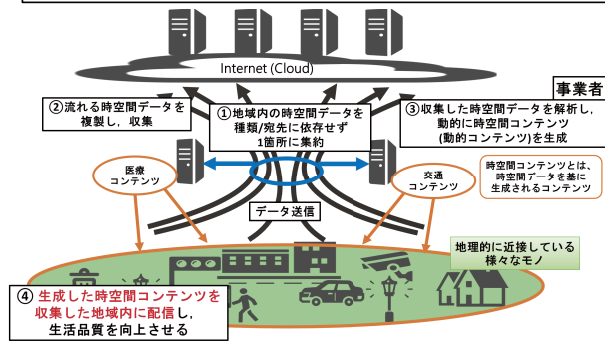 Internet (Cloud)
事業者
②流れる時空間データを
複製し，収集
①地域内の時空間データを
種類/宛先に依存せず
1箇所に集約
③収集した時空間データを解析し，
動的に時空間コンテンツ
(動的コンテンツ)を生成
医療
コンテンツ
交通
コンテンツ
時空間コンテンツとは、
時空間データを基に
生成されるコンテンツ
データ送信
地理的に近接している
様々なモノ
④ 生成した時空間コンテンツを
収集した地域内に配信し，
生活品質を向上させる